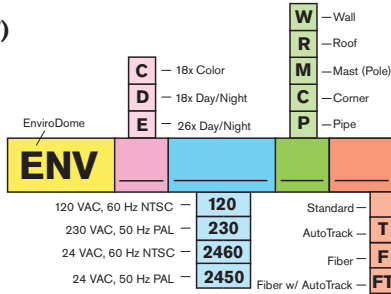 )
W — Wall
R — Roof
C — 18x Color
M — Mast (Pole)
D — 18x Day/Night
C — Corner
E — 26x Day/Night
P — Pipe
EnviroDome
ENV
120 VAC, 60 Hz NTSC — 120
Standard —
230 VAC, 50 Hz PAL — 230
AutoTrack — T
24 VAC, 60 Hz NTSC — 2460
Fiber — F
24 VAC, 50 Hz PAL — 2450
Fiber w/ AutoTrack — FT